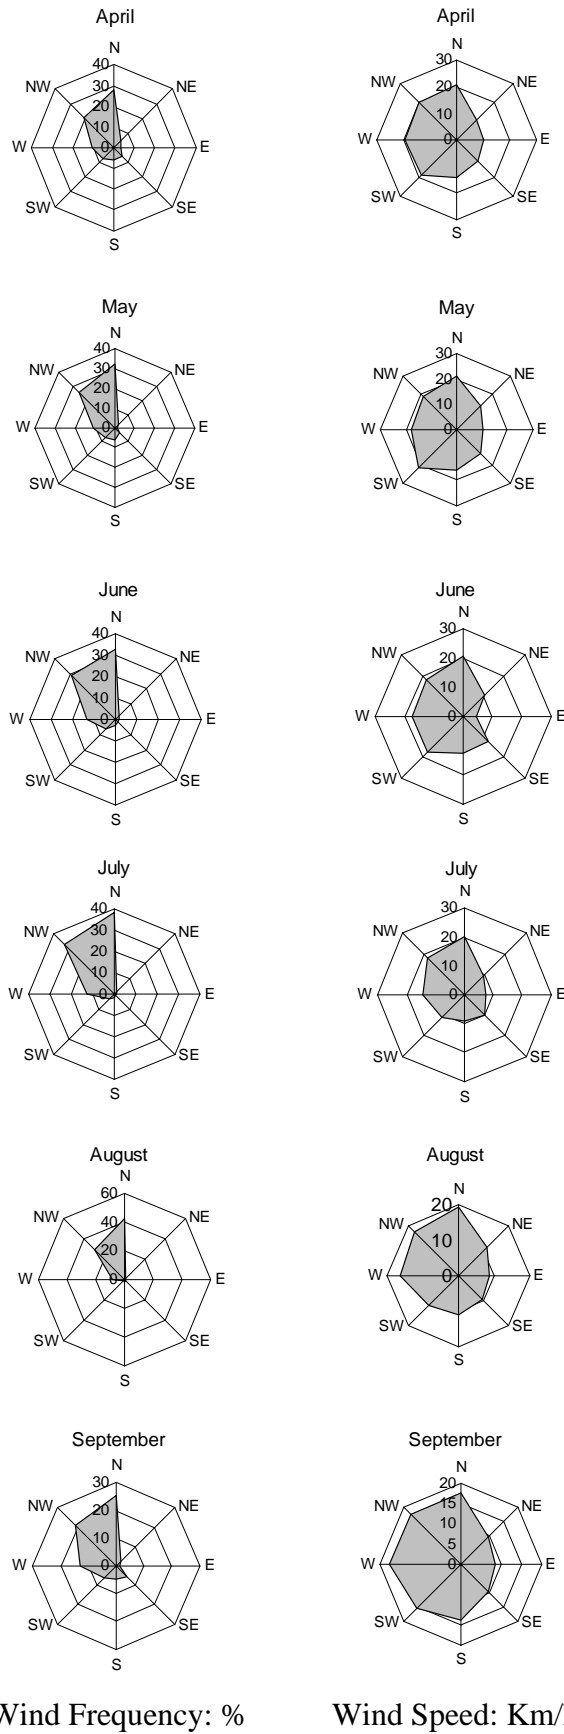 April
N
40
30
20
10
0
NW
NE
W
E
SW
SE
S
April
N
30
20
10
0
NW
NE
W
E
SW
SE
S
May
N
40
30
20
10
0
NW
NE
W
E
SW
SE
S
May
N
30
20
10
0
NW
NE
W
E
SW
SE
S
June
N
40
30
20
10
0
NW
NE
W
E
SW
SE
S
June
N
30
20
10
0
NW
NE
W
E
SW
SE
S
July
N
40
30
20
10
0
NW
NE
W
E
SW
SE
S
July
N
30
20
10
0
NW
NE
W
E
SW
SE
S
August
N
60
40
20
0
NW
NE
W
E
SW
SE
S
August
N
20
10
0
NW
NE
W
E
SW
SE
S
September
N
30
20
10
0
NW
NE
W
E
SW
SE
S
September
N
20
15
10
5
0
NW
NE
W
E
SW
SE
S
Wind Frequency: %
Wind Speed: Km/